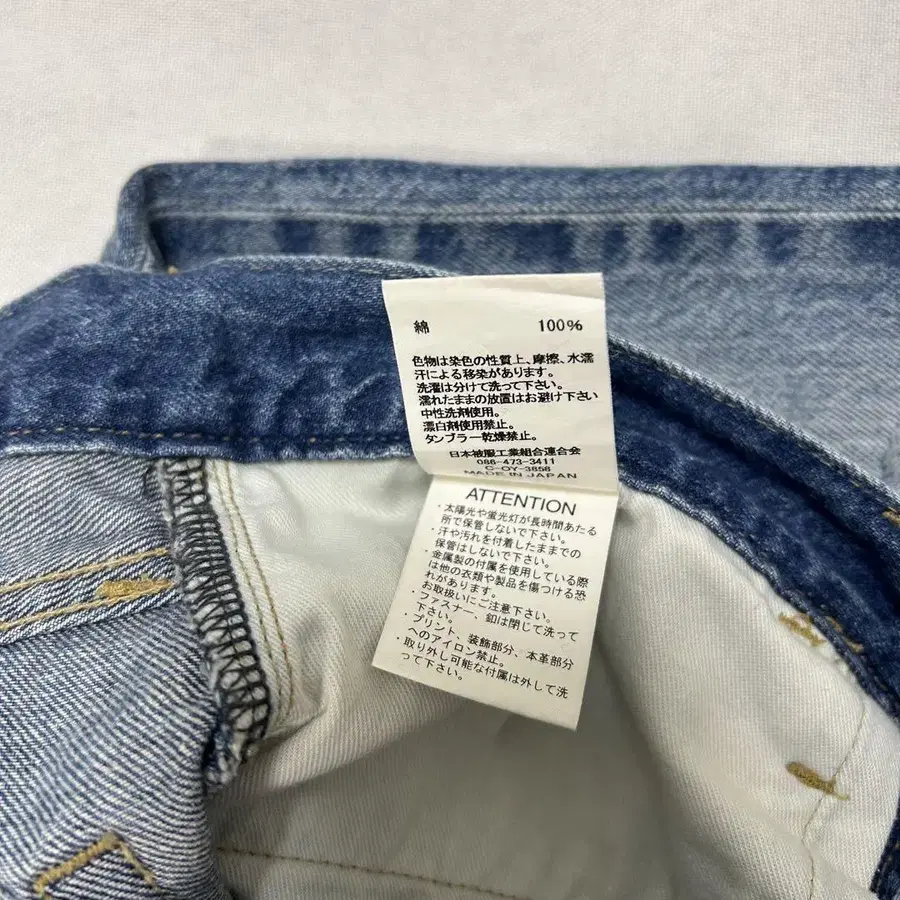 綿 100%
色物は染色の性質上、摩擦、水濡
汗による移染があります。
洗濯は分けて洗って下さい。
濡れたままの放置はお避け下さい
中性洗剤使用。
漂白剤使用禁止。
タンブラー乾燥禁止。
日本被服工業組合連合会
086-473-3411
C-OY-3858
MADE IN JAPAN
ATTENTION
・太陽光や蛍光灯が長時間あたる
所で保管しないで下さい。
・汗や汚れを付着したままでの
保管はしないで下さい。
・金属製の付属を使用している際
は他の衣類や製品を傷つける恐
れがあります。
お取扱いにご注意下さい。
・ファスナー、釦は閉じて洗って
下さい。
・プリント、装飾部分、本革部分
へのアイロン禁止。
・取り外し可能な付属は外して洗
って下さい。